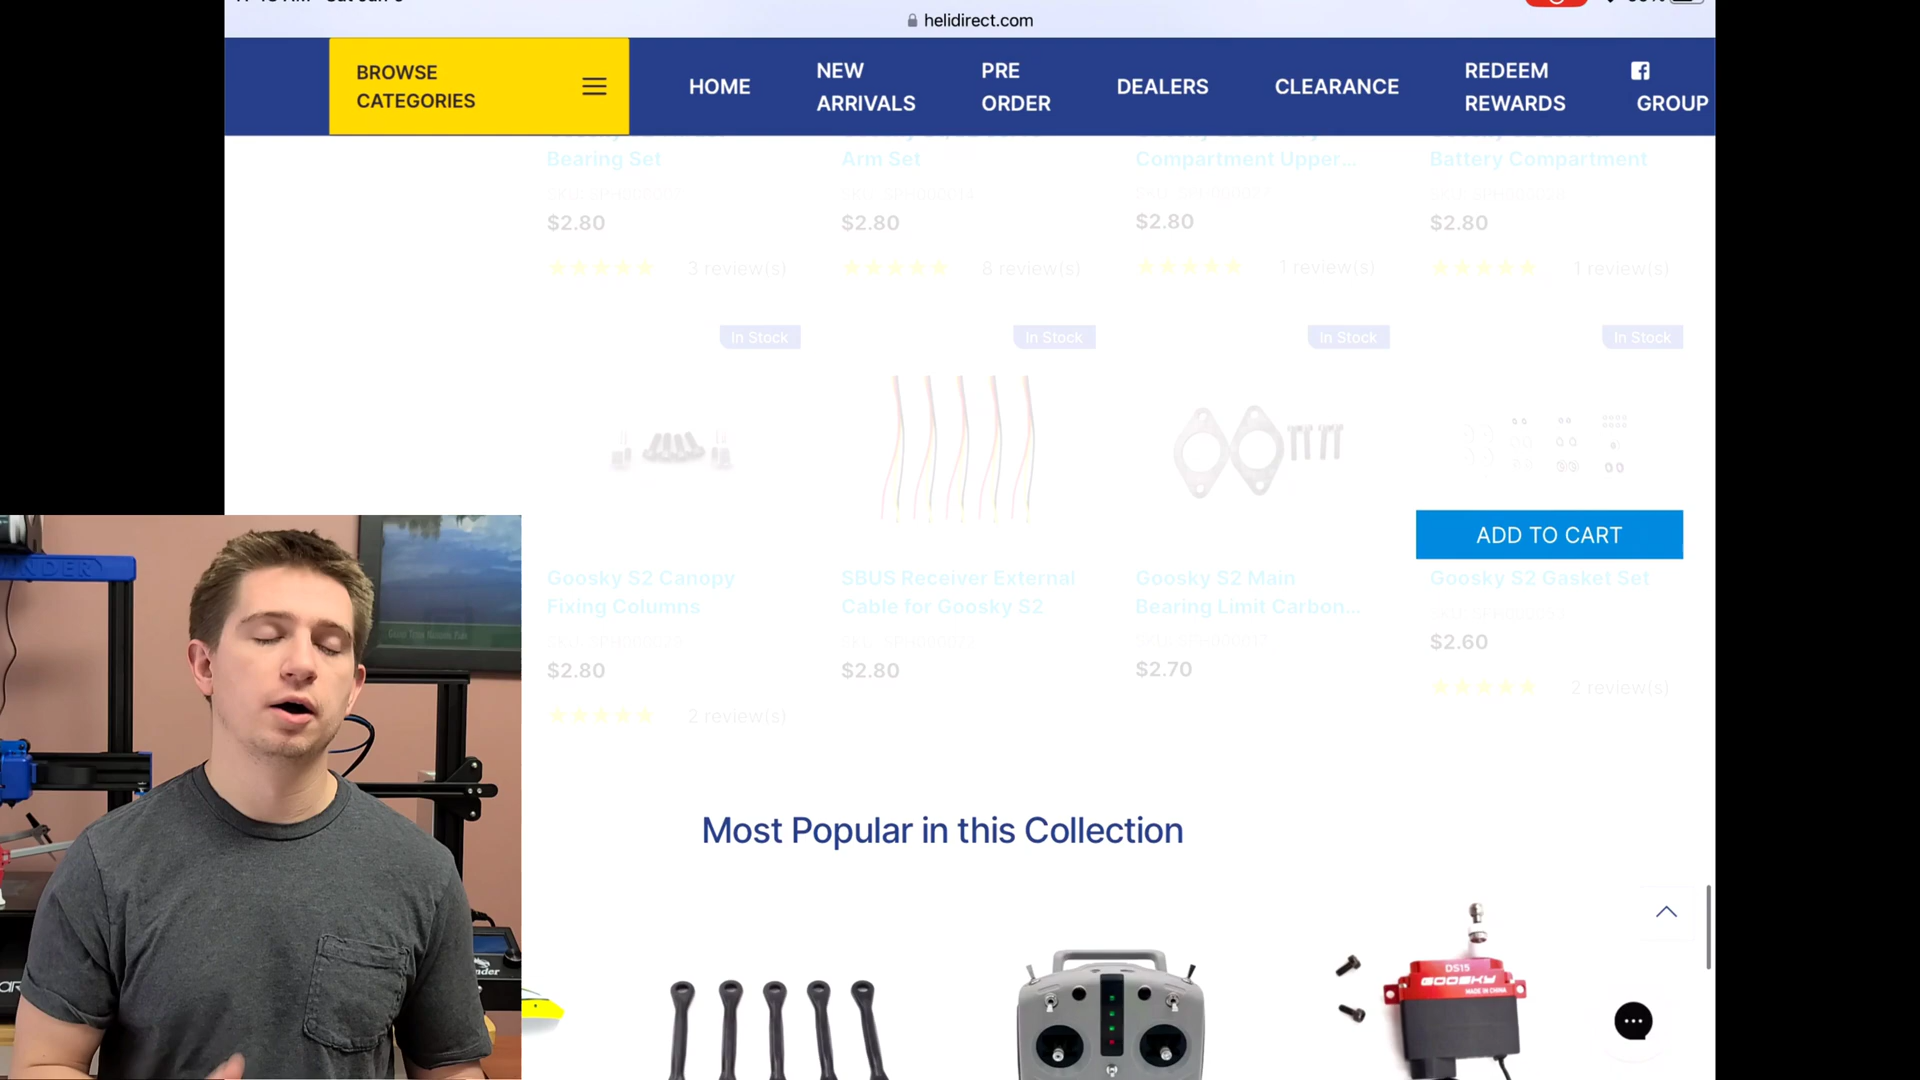 helidirect.com
BROWSE
CATEGORIES
HOME
NEW
ARRIVALS
PRE
ORDER
DEALERS
CLEARANCE
REDEEM
REWARDS
GROUP
Bearing Set
Arm Set
Compartment Upper...
Battery Compartment
$2.80
$2.80
$2.80
$2.80
3 review(s)
8 review(s)
1 review(s)
1 review(s)
In Stock
In Stock
In Stock
In Stock
ADD TO CART
Goosky S2 Canopy
Fixing Columns
SBUS Receiver External
Cable for Goosky S2
Goosky S2 Main
Bearing Limit Carbon...
Goosky S2 Gasket Set
$2.80
$2.80
$2.70
$2.60
2 review(s)
2 review(s)
Most Popular in this Collection
DS15
GOOSKY
MADE IN CHINA